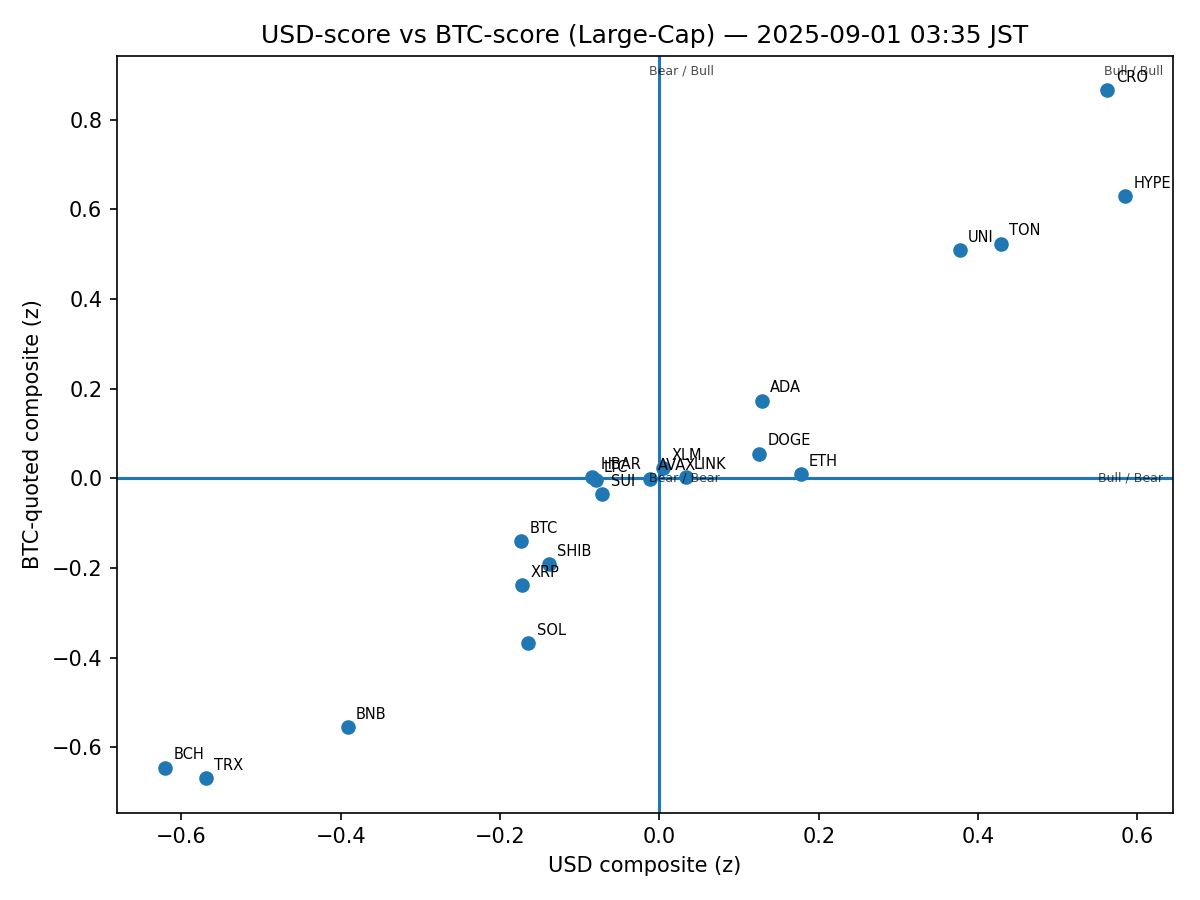 USD-score vs BTC-score (Large-Cap) — 2025-09-01 03:35 JST
Bear / Bull
Bull / Bull
CRO
0.8
HYPE
0.6
UNI
TON
0.4
ADA
0.2
DOGE
XLM
ETH
HBAR
LTC
AVAX
LINK
SUI
0.0
Bear / Bear
Bull / Bear
BTC
SHIB
−0.2
XRP
SOL
−0.4
BNB
−0.6
BCH
TRX
−0.6
−0.4
−0.2
0.0
0.2
0.4
0.6
USD composite (z)
BTC-quoted composite (z)